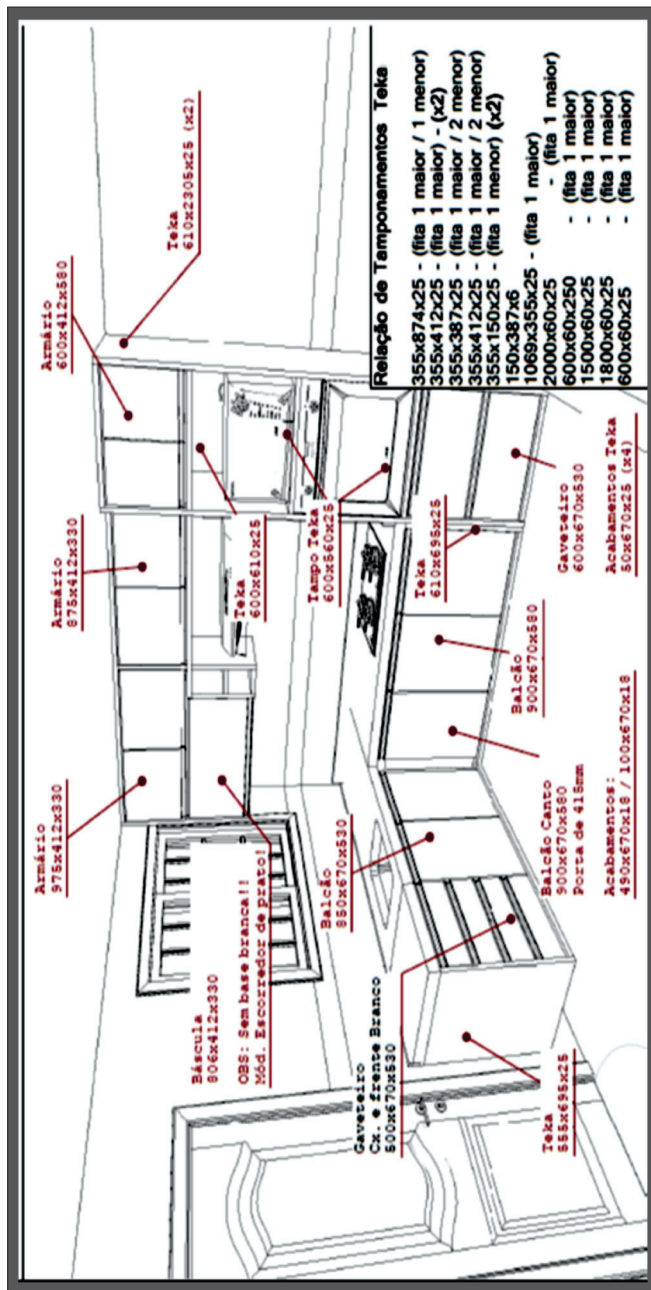 Armário
975x412x330
Armário
875x412x330
Armário
600x412x580
Teka
610x2305x25 (x2)
Báscula
806x412x330
OBS: Sem base branca!!
Mód. Escorredor de prato!
Teka
600x610x25
Tampo Teka
600x560x25
Balcão
850x670x530
Gaveteiro
Cx. e frente Branco
500x670x530
Teka
610x695x25
Teka
555x695x25
Balcão Canto
900x670x580
Porta de 415mm
Acabamentos:
490x670x18 / 100x670x18
Balcão
900x670x580
Gaveteiro
600x670x530
Acabamentos Teka
50x670x25 (x4)
Relação de Tamponamentos Teka
355x874x25 - (fita 1 maior / 1 menor)
355x412x25 - (fita 1 maior) - (x2)
355x387x25 - (fita 1 maior / 2 menor)
355x412x25 - (fita 1 maior / 2 menor)
355x150x25 - (fita 1 menor) (x2)
150x387x6
1069x355x25 - (fita 1 maior)
2000x60x25 - (fita 1 maior)
600x60x250 - (fita 1 maior)
1500x60x25 - (fita 1 maior)
1800x60x25 - (fita 1 maior)
600x60x25 - (fita 1 maior)